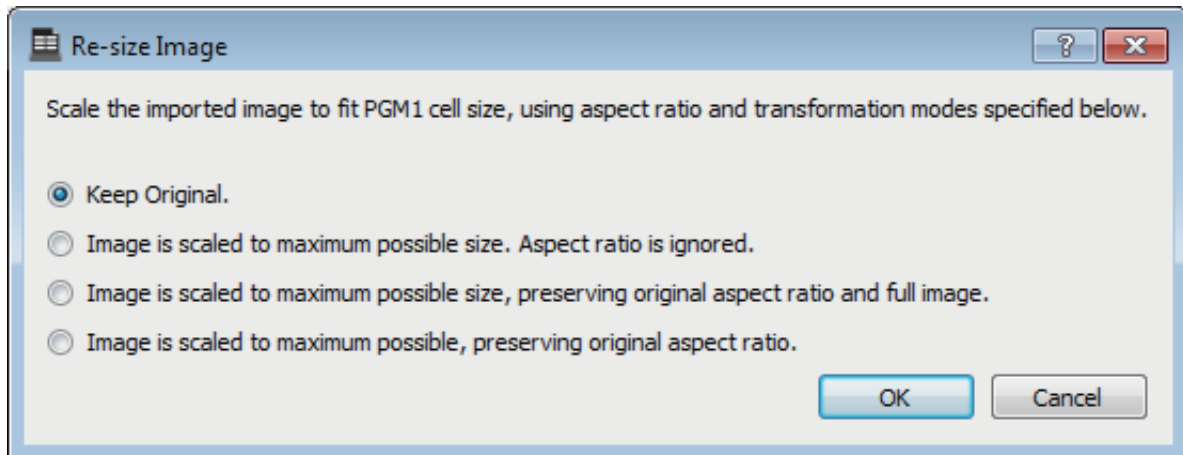 Re-size Image
?
Scale the imported image to fit PGM1 cell size, using aspect ratio and transformation modes specified below.
Keep Original.
Image is scaled to maximum possible size. Aspect ratio is ignored.
Image is scaled to maximum possible size, preserving original aspect ratio and full image.
Image is scaled to maximum possible, preserving original aspect ratio.
OK Cancel